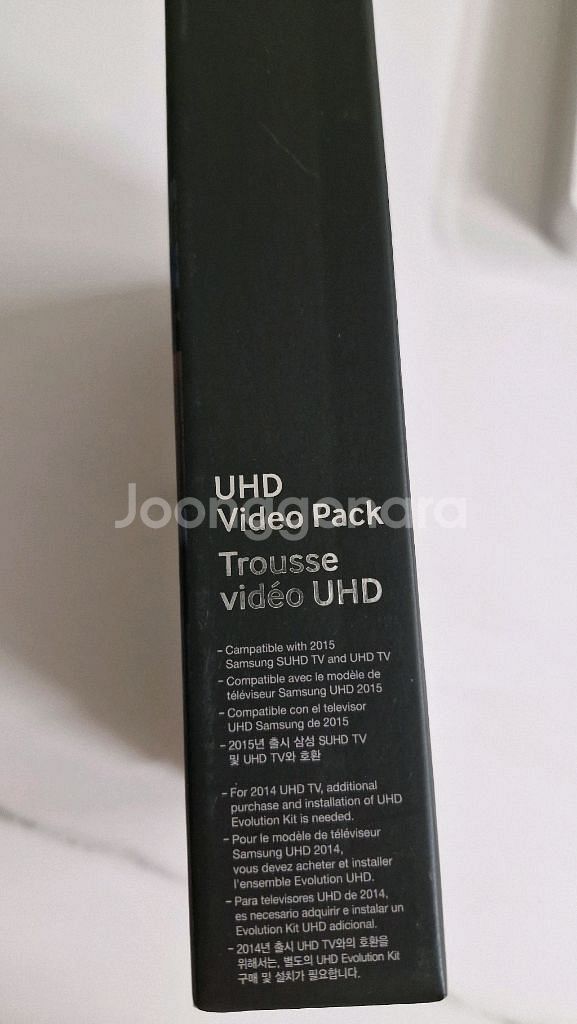 UHD
Video Pack
Joonggonara
Trousse
vidéo UHD
- Campatible with 2015
Samsung SUHD TV and UHD TV
- Compatible avec le modèle de
téléviseur Samsung UHD 2015
- Compatible con el televisor
UHD Samsung de 2015
- 2015년 출시 삼성 SUHD TV
및 UHD TV와 호환
- For 2014 UHD TV, additional
purchase and installation of UHD
Evolution Kit is needed.
- Pour le modèle de téléviseur
Samsung UHD 2014,
vous devez acheter et installer
l'ensemble Evolution UHD.
- Para televisores UHD de 2014,
es necesario adquirir e instalar un
Evolution Kit UHD adicional.
- 2014년 출시 UHD TV와의 호환을
위해서는, 별도의 UHD Evolution Kit
구매 및 설치가 필요합니다.